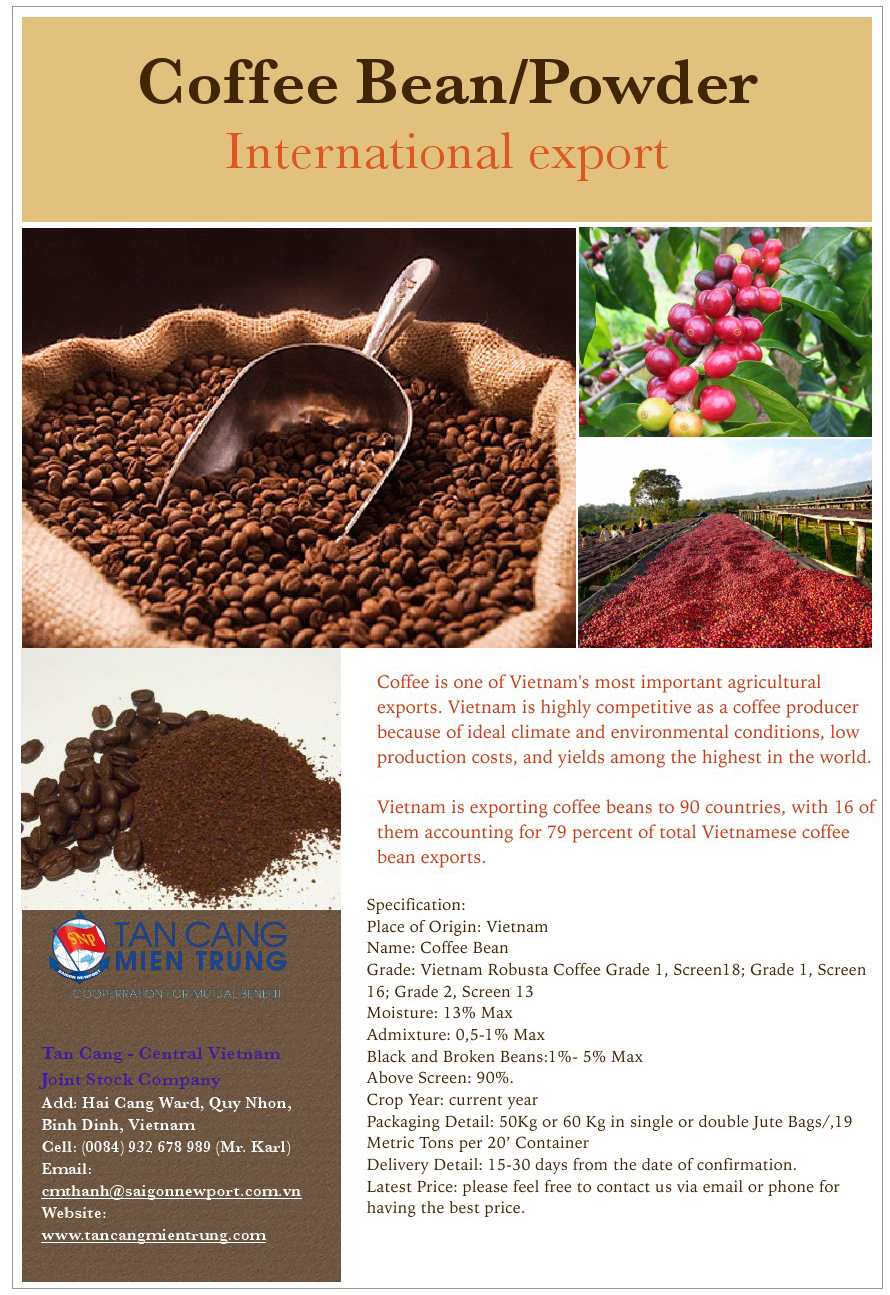 Coffee Bean/Powder
International export
Coffee is one of Vietnam's most important agricultural
exports. Vietnam is highly competitive as a coffee producer
because of ideal climate and environmental conditions, low
production costs, and yields among the highest in the world.
Vietnam is exporting coffee beans to 90 countries, with 16 of
them accounting for 79 percent of total Vietnamese coffee
bean exports.
Specification:
Place of Origin: Vietnam
Name: Coffee Bean
Grade: Vietnam Robusta Coffee Grade 1, Screen18; Grade 1, Screen
16; Grade 2, Screen 13
Moisture: 13% Max
Admixture: 0,5-1% Max
Black and Broken Beans:1%- 5% Max
Above Screen: 90%.
Crop Year: current year
Packaging Detail: 50Kg or 60 Kg in single or double Jute Bags/,19
Metric Tons per 20’ Container
Delivery Detail: 15-30 days from the date of confirmation.
Latest Price: please feel free to contact us via email or phone for
having the best price.
SNP
SAIGON NEWPORT
TAN CANG
MIEN TRUNG
COOPERRATION FOR MUTUAL BENEFIT
Tan Cang - Central Vietnam
Joint Stock Company
Add: Hai Cang Ward, Quy Nhon,
Binh Dinh, Vietnam
Cell: (0084) 932 678 989 (Mr. Karl)
Email:
cmthanh@saigonnewport.com.vn
Website:
www.tancangmientrung.com